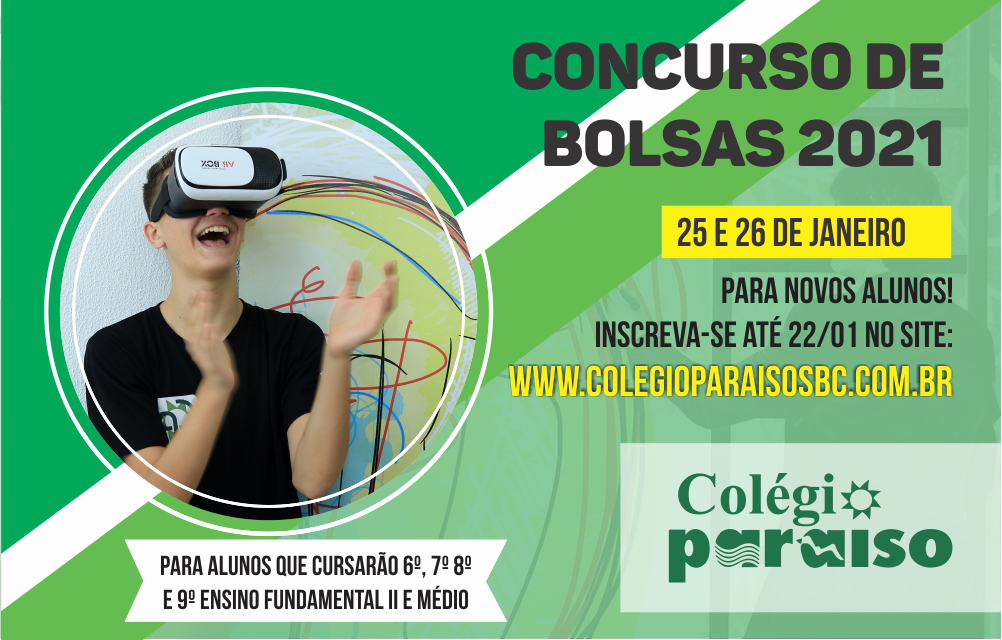 CONCURSO DE
BOLSAS 2021
25 E 26 DE JANEIRO
PARA NOVOS ALUNOS!
INSCREVA-SE ATÉ 22/01 NO SITE:
WWW.COLEGIOPARAISOSBC.COM.BR
VR BOX
6
Colégio
paraiso
PARA ALUNOS QUE CURSARÃO 6º, 7º 8º
E 9º ENSINO FUNDAMENTAL II E MÉDIO